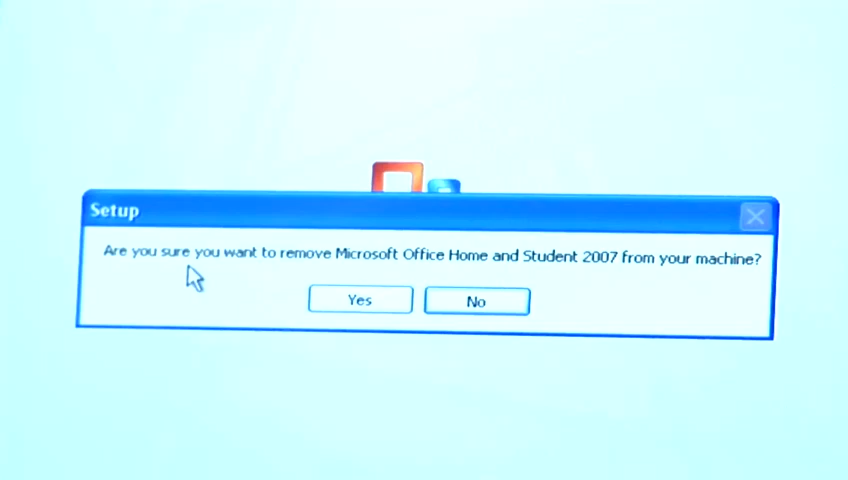 Setup
Are you sure you want to remove Microsoft Office Home and Student 2007 from your machine?
Yes
No